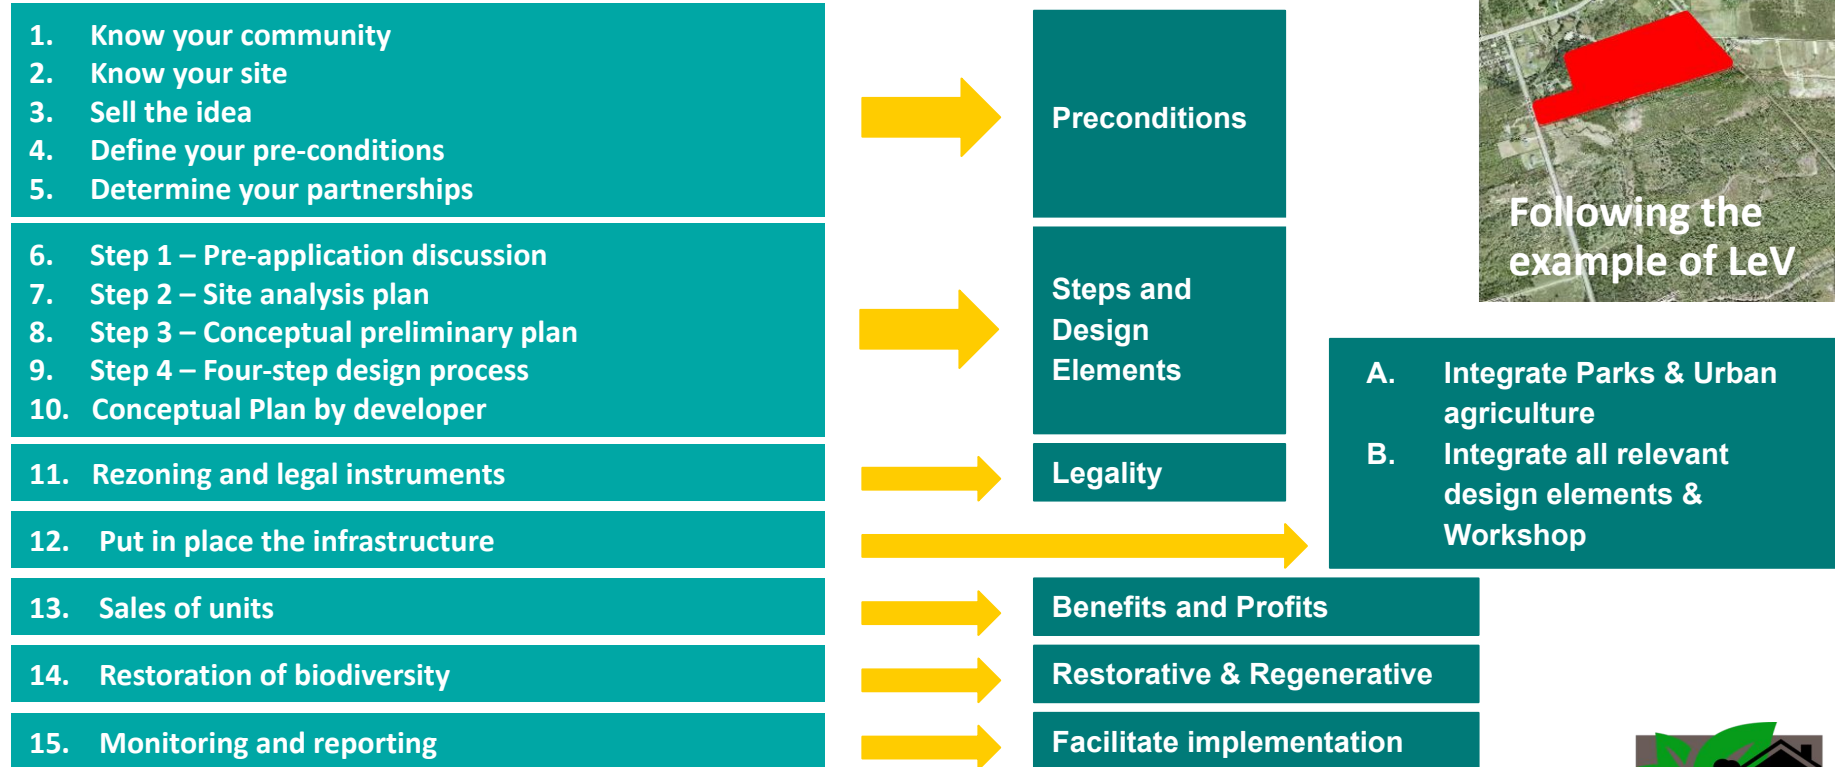 1. Know your community
2. Know your site
3. Sell the idea
4. Define your pre-conditions
5. Determine your partnerships
Preconditions
Following the
example of LeV
6. Step 1 – Pre-application discussion
7. Step 2 – Site analysis plan
8. Step 3 – Conceptual preliminary plan
9. Step 4 – Four-step design process
10. Conceptual Plan by developer
Steps and
Design
Elements
11. Rezoning and legal instruments
Legality
12. Put in place the infrastructure
A. Integrate Parks & Urban
agriculture
B. Integrate all relevant
design elements &
Workshop
13. Sales of units
Benefits and Profits
14. Restoration of biodiversity
Restorative & Regenerative
15. Monitoring and reporting
Facilitate implementation